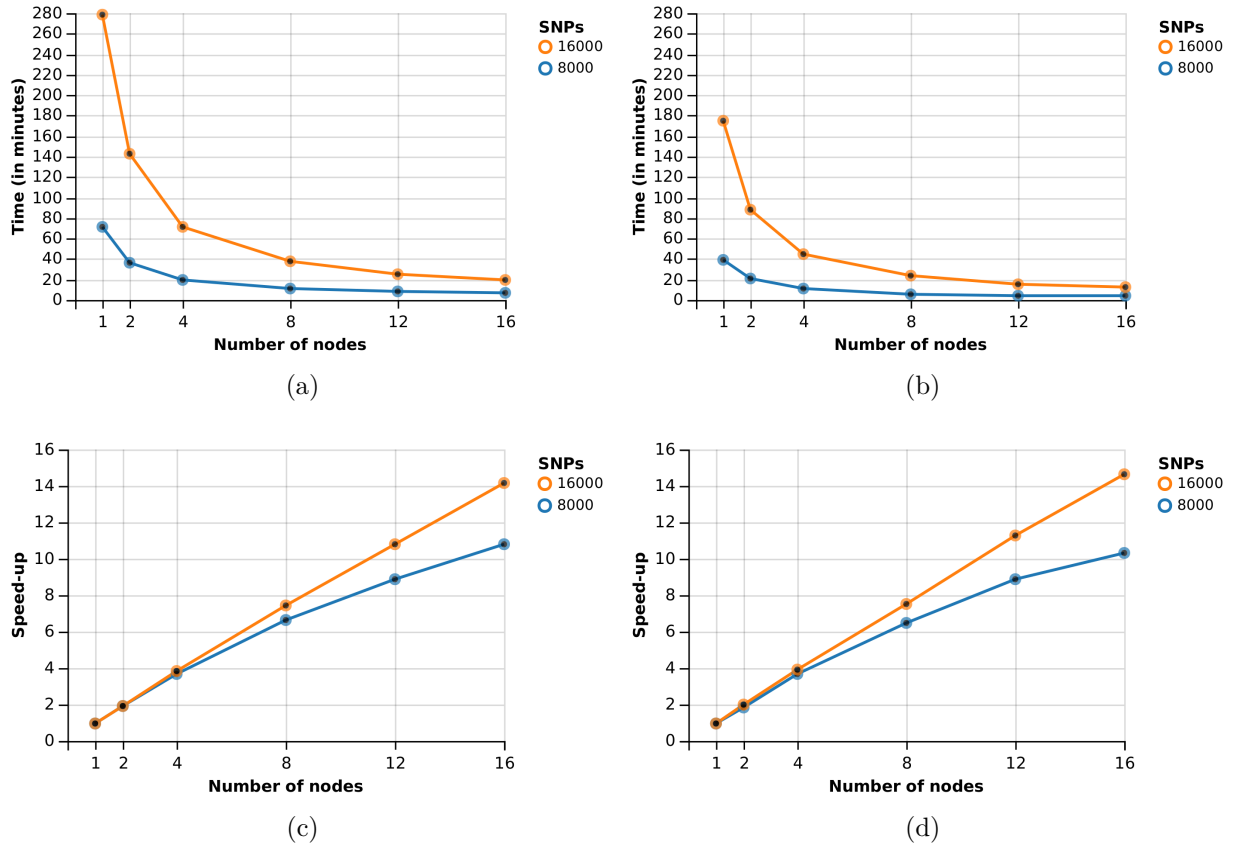 280
260
240
220
200
180
160
140
120
100
80
60
40
20
0
Time (in minutes)
1 2 4 8 12 16
Number of nodes
SNPs
16000
8000
(a)
280
260
240
220
200
180
160
140
120
100
80
60
40
20
0
Time (in minutes)
1 2 4 8 12 16
Number of nodes
SNPs
16000
8000
(b)
16
14
12
10
8
6
4
2
0
Speed-up
1 2 4 8 12 16
Number of nodes
SNPs
16000
8000
(c)
16
14
12
10
8
6
4
2
0
Speed-up
1 2 4 8 12 16
Number of nodes
SNPs
16000
8000
(d)